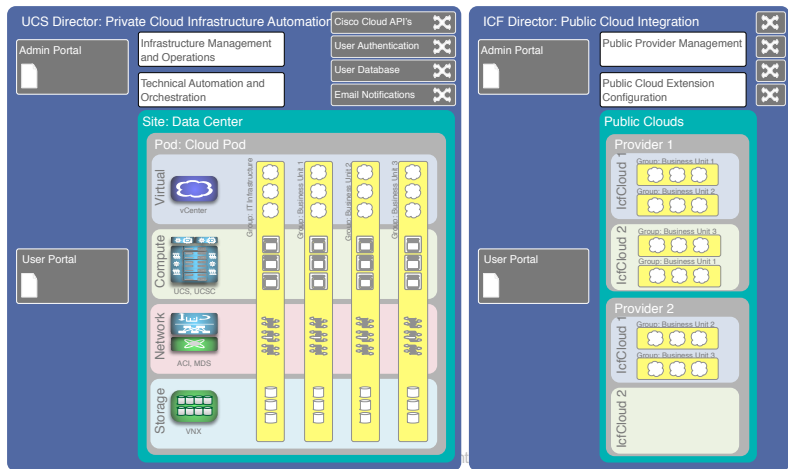 UCS Director: Private Cloud Infrastructure Automation
Cisco Cloud API's
User Authentication
User Database
Email Notifications
Admin Portal
Infrastructure Management
and Operations
Technical Automation and
Orchestration
User Portal
Site: Data Center
Pod: Cloud Pod
Virtual
vCenter
Compute
UCS, UCSC
Network
ACI, MDS
Storage
VNX
Group: IT Infrastructure
Group: Business Unit 1
Group: Business Unit 2
Group: Business Unit 3
ICF Director: Public Cloud Integration
Admin Portal
Public Provider Management
Public Cloud Extension
Configuration
User Portal
Public Clouds
Provider 1
IcfCloud 1
Group: Business Unit 1
Group: Business Unit 2
IcfCloud 2
Group: Business Unit 3
Group: Business Unit 1
Provider 2
IcfCloud 1
Group: Business Unit 2
Group: Business Unit 3
IcfCloud 2